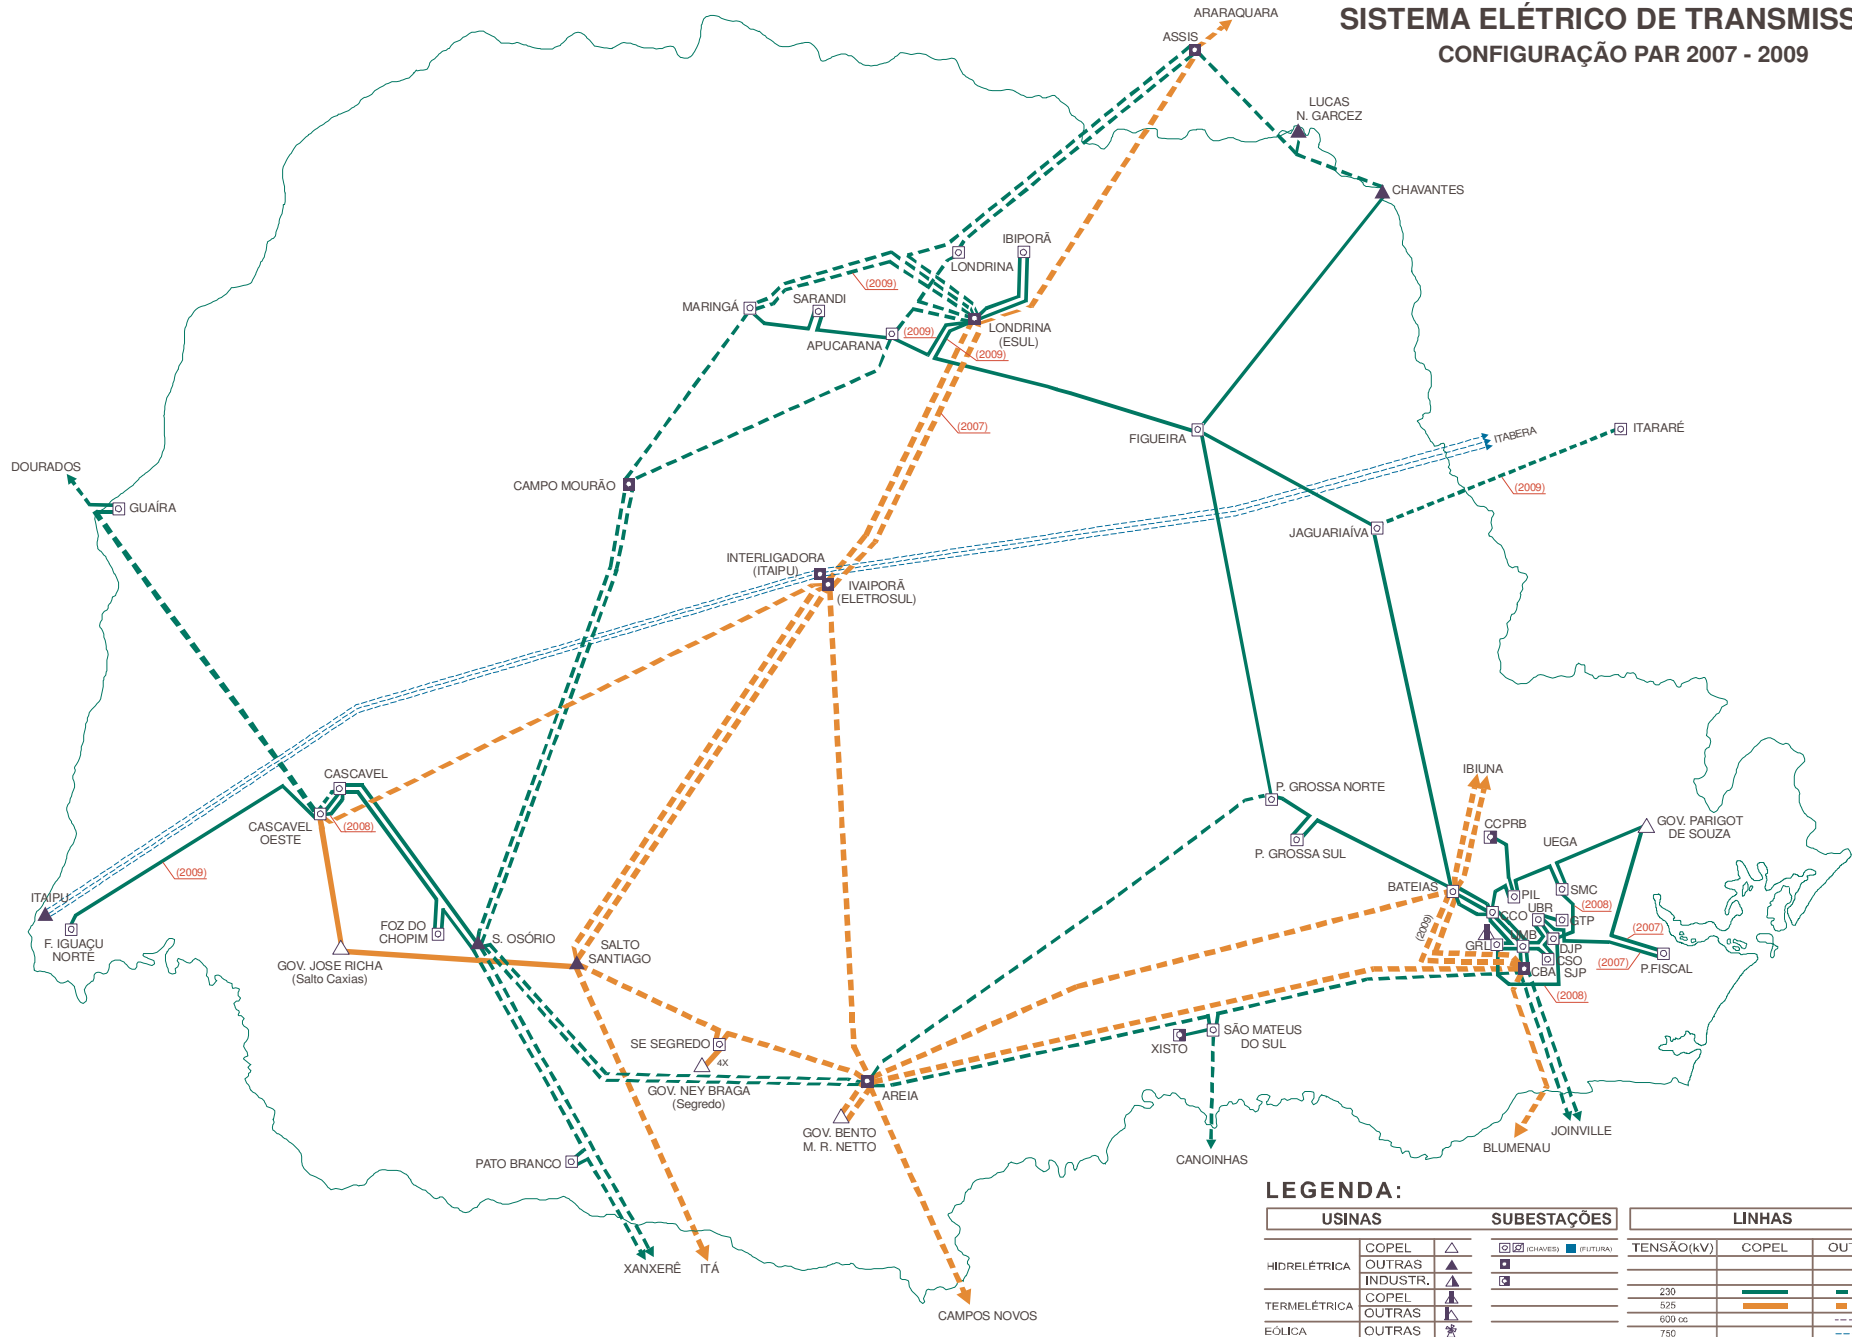 SISTEMA ELÉTRICO DE TRANSMISS
CONFIGURAÇÃO PAR 2007 - 2009
ARARAQUARA
ASSIS
LUCAS
N. GARCEZ
CHAVANTES
IBIPORÃ
LONDRINA
(2009)
MARINGÁ
SARANDI
APUCARANA
(2009)
LONDRINA
(ESUL)
(2009)
(2007)
FIGUEIRA
ITABERA
ITARARÉ
(2009)
DOURADOS
GUAÍRA
CAMPO MOURÃO
JAGUARIAÍVA
INTERLIGADORA
(ITAIPU)
IVAIPORÃ
(ELETROSUL)
CASCAVEL
CASCAVEL
OESTE
(2008)
(2009)
ITAIPU
F. IGUAÇU
NORTE
FOZ DO
CHOPIM
S. OSÓRIO
GOV. JOSE RICHA
(Salto Caxias)
SALTO
SANTIAGO
SE SEGREDO
4X
GOV. NEY BRAGA
(Segredo)
AREIA
GOV. BENTO
M. R. NETTO
PATO BRANCO
XANXERÊ
ITÁ
CAMPOS NOVOS
P. GROSSA NORTE
P. GROSSA SUL
IBIUNA
CCPRB
UEGA
GOV. PARIGOT
DE SOUZA
BATEIAS
PIL
SMC
(2008)
CCO
UBR
GTP
(2009)
GRL
UMB
DJP
CSO
CBA
SJP
(2007)
(2007)
P.FISCAL
(2008)
XISTO
SÃO MATEUS
DO SUL
CANOINHAS
JOINVILLE
BLUMENAU
LEGENDA:
USINAS
SUBESTAÇÕES
LINHAS
HIDRELÉTRICA
COPEL
OUTRAS
INDUSTR.
TERMELÉTRICA
COPEL
OUTRAS
EÓLICA
OUTRAS
(CHAVES)
(FUTURA)
TENSÃO(kV)
COPEL
OUT
230
525
600 cc
750